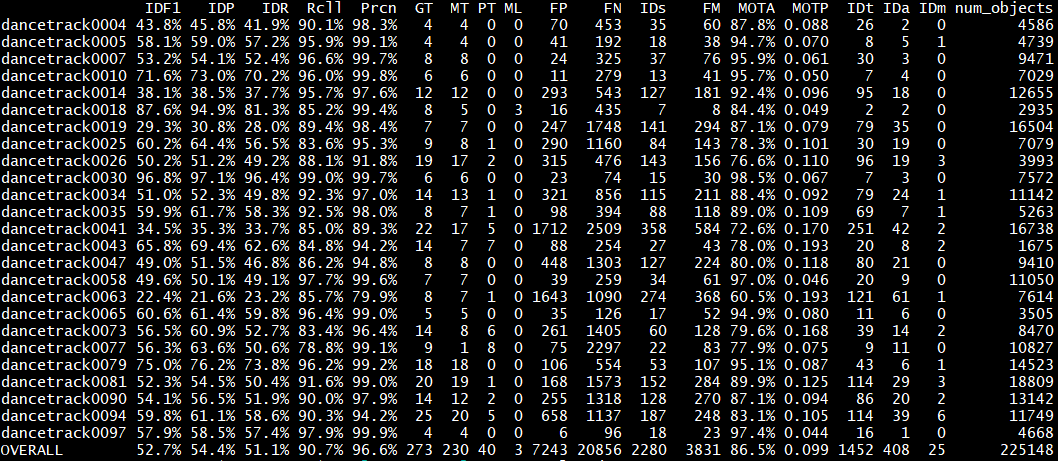 IDF1 IDP IDR Rcll Prcn GT MT PT ML FP FN IDs FM MOTA MOTP IDt IDa IDm num_objects
dancetrack0004 43.8% 45.8% 41.9% 90.1% 98.3% 4 4 0 0 70 453 35 60 87.8% 0.088 26 2 0 4586
dancetrack0005 58.1% 59.0% 57.2% 95.9% 99.1% 4 4 0 0 41 192 18 38 94.7% 0.070 8 5 1 4739
dancetrack0007 53.2% 54.1% 52.4% 96.6% 99.7% 8 8 0 0 24 325 37 76 95.9% 0.061 30 3 0 9471
dancetrack0010 71.6% 73.0% 70.2% 96.0% 99.8% 6 6 0 0 11 279 13 41 95.7% 0.050 7 4 0 7029
dancetrack0014 38.1% 38.5% 37.7% 95.7% 97.6% 12 12 0 0 293 543 127 181 92.4% 0.096 95 18 0 12655
dancetrack0018 87.6% 94.9% 81.3% 85.2% 99.4% 8 5 0 3 16 435 7 8 84.4% 0.049 2 2 0 2935
dancetrack0019 29.3% 30.8% 28.0% 89.4% 98.4% 7 7 0 0 247 1748 141 294 87.1% 0.079 79 35 0 16504
dancetrack0025 60.2% 64.4% 56.5% 83.6% 95.3% 9 8 1 0 290 1160 84 143 78.3% 0.101 30 19 0 7079
dancetrack0026 50.2% 51.2% 49.2% 88.1% 91.8% 19 17 2 0 315 476 143 156 76.6% 0.110 96 19 3 3993
dancetrack0030 96.8% 97.1% 96.4% 99.0% 99.7% 6 6 0 0 23 74 15 30 98.5% 0.067 7 3 0 7572
dancetrack0034 51.0% 52.3% 49.8% 92.3% 97.0% 14 13 1 0 321 856 115 211 88.4% 0.092 79 24 1 11142
dancetrack0035 59.9% 61.7% 58.3% 92.5% 98.0% 8 7 1 0 98 394 88 118 89.0% 0.109 69 7 1 5263
dancetrack0041 34.5% 35.3% 33.7% 85.0% 89.3% 22 17 5 0 1712 2509 358 584 72.6% 0.170 251 42 2 16738
dancetrack0043 65.8% 69.4% 62.6% 84.8% 94.2% 14 7 7 0 88 254 27 43 78.0% 0.193 20 8 2 1675
dancetrack0047 49.0% 51.5% 46.8% 86.2% 94.8% 8 8 0 0 448 1303 127 224 80.0% 0.118 80 21 0 9410
dancetrack0058 49.6% 50.1% 49.1% 97.7% 99.6% 7 7 0 0 39 259 34 61 97.0% 0.046 20 9 0 11050
dancetrack0063 22.4% 21.6% 23.2% 85.7% 79.9% 8 7 1 0 1643 1090 274 368 60.5% 0.193 121 61 1 7614
dancetrack0065 60.6% 61.4% 59.8% 96.4% 99.0% 5 5 0 0 35 126 17 52 94.9% 0.080 11 6 0 3505
dancetrack0073 56.5% 60.9% 52.7% 83.4% 96.4% 14 8 6 0 261 1405 60 128 79.6% 0.168 39 14 2 8470
dancetrack0077 56.3% 63.6% 50.6% 78.8% 99.1% 9 1 8 0 75 2297 22 83 77.9% 0.075 9 11 0 10827
dancetrack0079 75.0% 76.2% 73.8% 96.2% 99.2% 18 18 0 0 106 554 53 107 95.1% 0.087 43 6 1 14523
dancetrack0081 52.3% 54.5% 50.4% 91.6% 99.0% 20 19 1 0 168 1573 152 284 89.9% 0.125 114 29 3 18809
dancetrack0090 54.1% 56.5% 51.9% 90.0% 97.9% 14 12 2 0 255 1318 128 270 87.1% 0.094 86 20 2 13142
dancetrack0094 59.8% 61.1% 58.6% 90.3% 94.2% 25 20 5 0 658 1137 187 248 83.1% 0.105 114 39 6 11749
dancetrack0097 57.9% 58.5% 57.4% 97.9% 99.9% 4 4 0 0 6 96 18 23 97.4% 0.044 16 1 0 4668
OVERALL 52.7% 54.4% 51.1% 90.7% 96.6% 273 230 40 3 7243 20856 2280 3831 86.5% 0.099 1452 408 25 225148